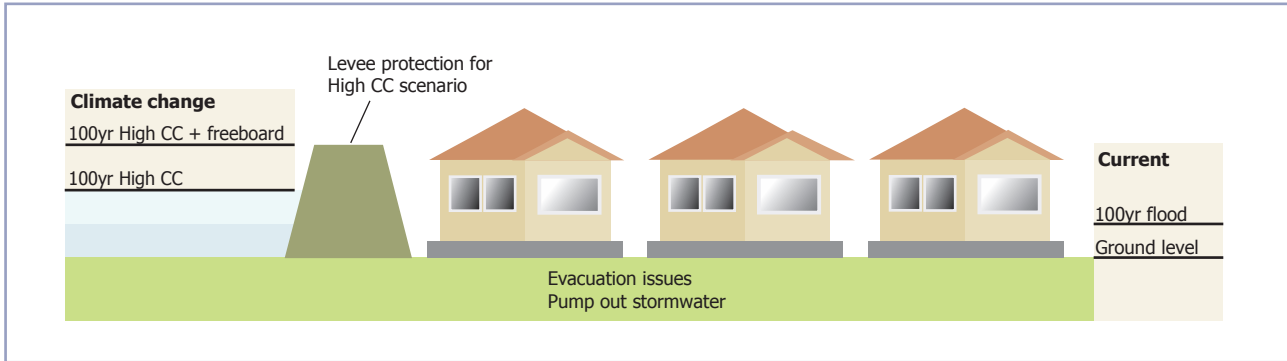 Levee protection for
High CC scenario
Climate change
100yr High CC + freeboard
100yr High CC
Current
100yr flood
Ground level
Evacuation issues
Pump out stormwater